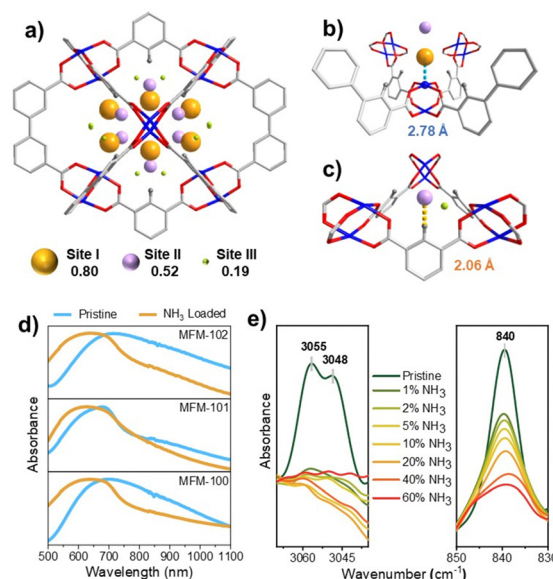 a)
b)
2.78 Å
c)
2.06 Å
Site I
0.80
Site II
0.52
Site III
0.19
d)
Pristine
NH3 Loaded
MFM-102
MFM-101
MFM-100
Absorbance
500 600 700 800 900 1000 1100
Wavelength (nm)
e)
3055
3048
840
Pristine
1% NH3
2% NH3
5% NH3
10% NH3
20% NH3
40% NH3
60% NH3
Absorbance
3060
3045
850
840
830
Wavenumber (cm-1)